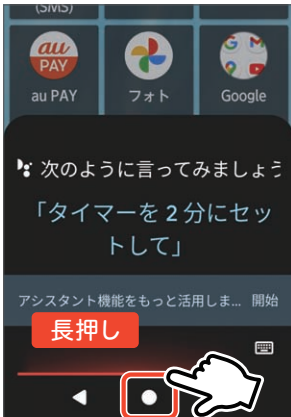 (SMS)
au
PAY
G M
au PAY
フォト
Google
次のように言ってみましょう
「タイマーを2分にセッ
トして」
アシスタント機能をもっと活用しま... 開始
長押し